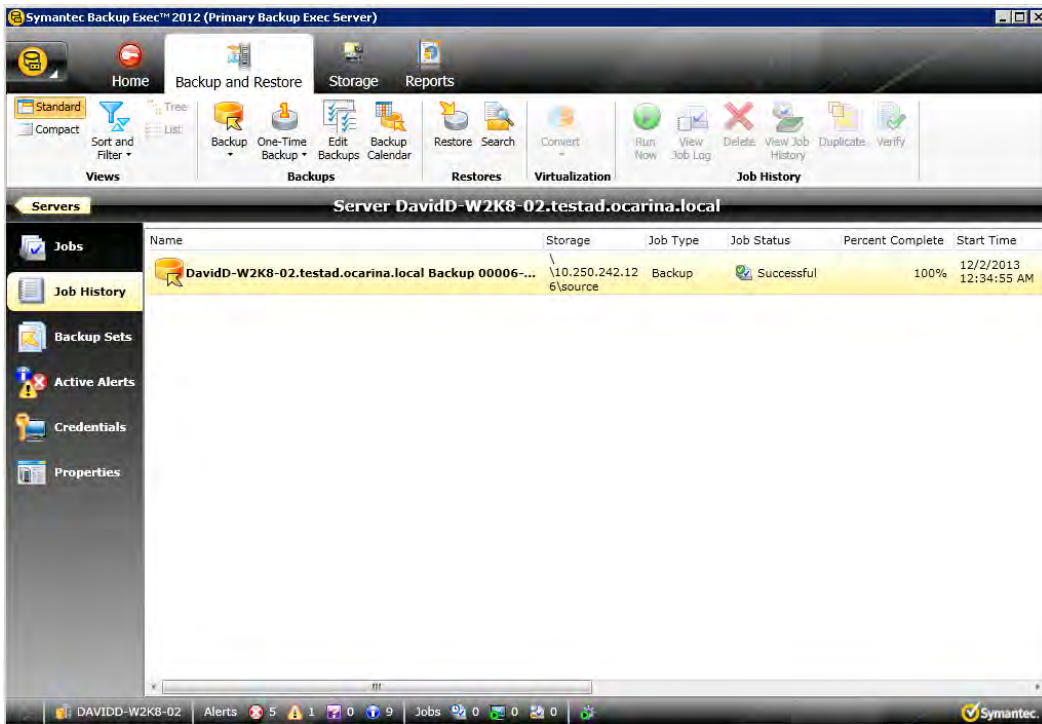 Symantec Backup Exec™ 2012 (Primary Backup Exec Server)
Home
Backup and Restore
Storage
Reports
Standard
Compact
Sort and
Filter
Tree
List
Views
Backup
One-Time
Backup
Edit
Backups
Backup
Calendar
Backups
Restore
Search
Restores
Convert
Virtualization
Run
Now
View
Job Log
Delete
View Job
History
Duplicate
Verify
Job History
Servers
Server DavidD-W2K8-02.testad.ocarina.local
Jobs
Job History
Backup Sets
Active Alerts
Credentials
Properties
Name Storage Job Type Job Status Percent Complete Start Time
DavidD-W2K8-02.testad.ocarina.local Backup 00006-...
\
\10.250.242.12
6\source
Backup
Successful
100%
12/2/2013
12:34:55 AM
DAVIDD-W2K8-02 Alerts 5 1 0 9 Jobs 0 0 0
Symantec.